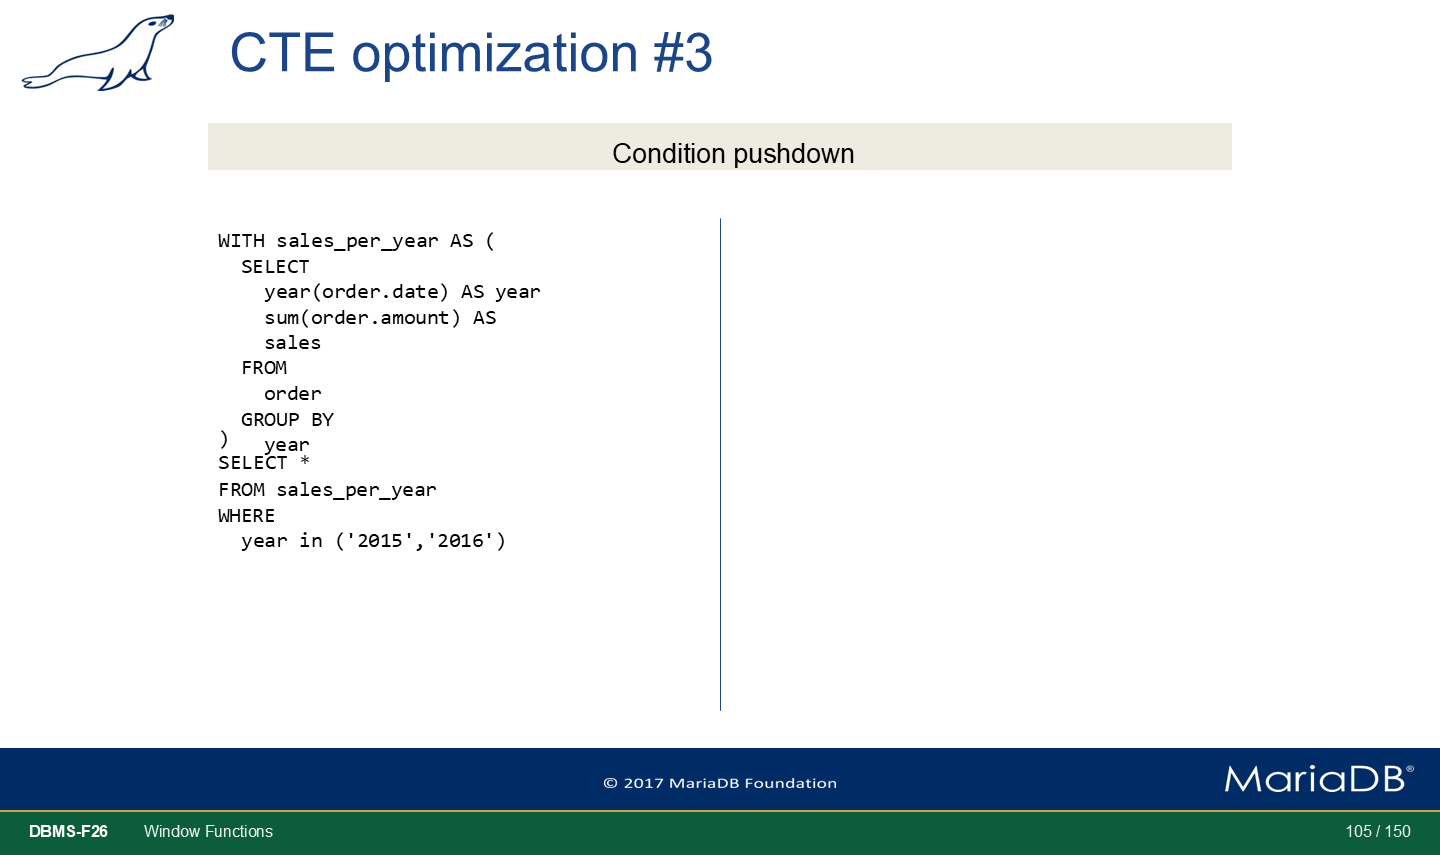 CTE optimization #3
Condition pushdown
WITH sales_per_year AS (
  SELECT
    year(order.date) AS year
    sum(order.amount) AS
    sales
  FROM
    order
  GROUP BY
    year
)
SELECT *
FROM sales_per_year
WHERE
  year in ('2015','2016')
© 2017 MariaDB Foundation
MariaDB®
DBMS-F26 Window Functions 105 / 150